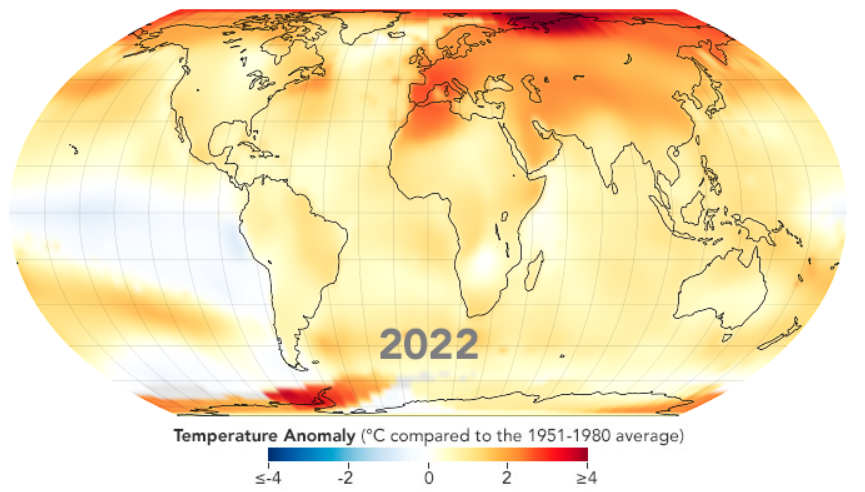 2022
Temperature Anomaly (°C compared to the 1951-1980 average)
≤-4 -2 0 2 ≥4